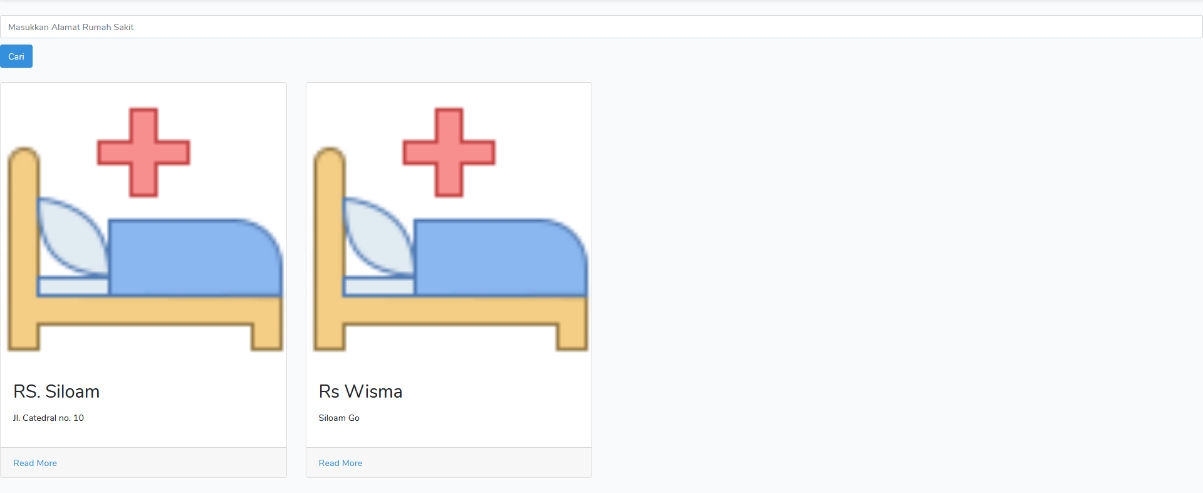 Masukkan Alamat Rumah Sakit
Cari
RS. Siloam
Jl. Catedral no. 10
Read More
Rs Wisma
Siloam Go
Read More